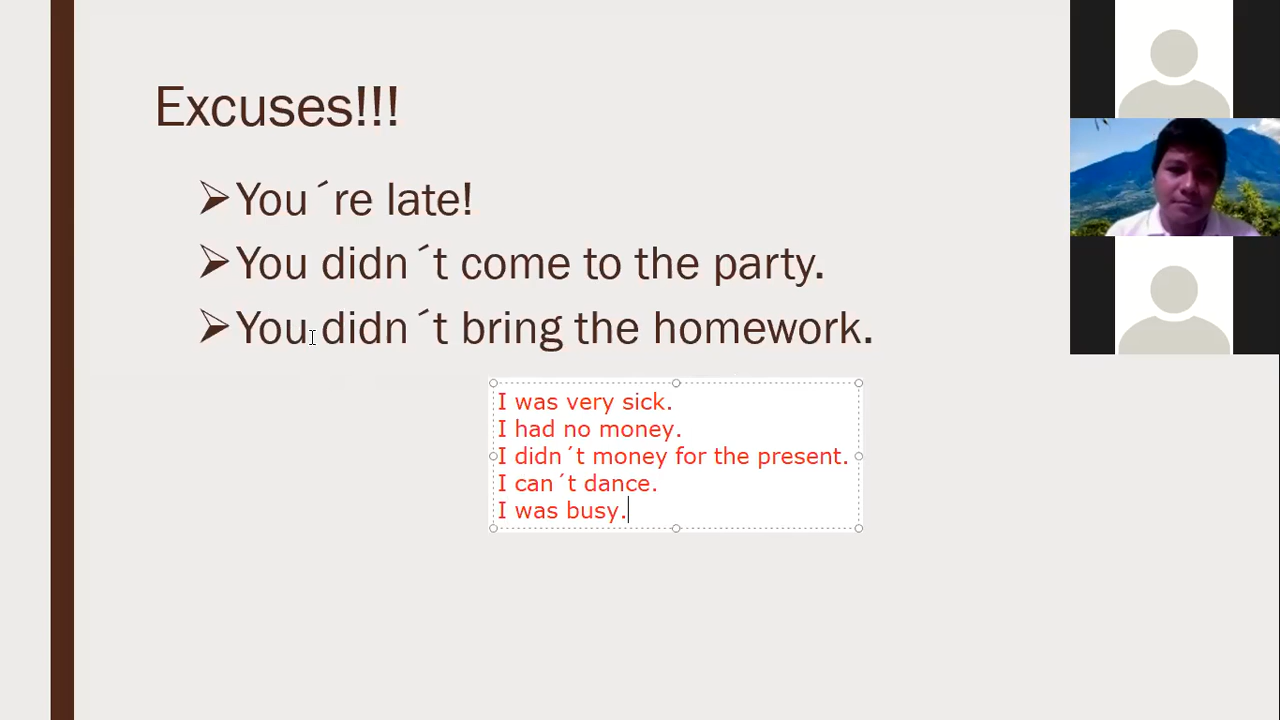 Excuses!!!
You´re late!
You didn´t come to the party.
You didn´t bring the homework.
I was very sick.
I had no money.
I didn´t money for the present.
I can´t dance.
I was busy.